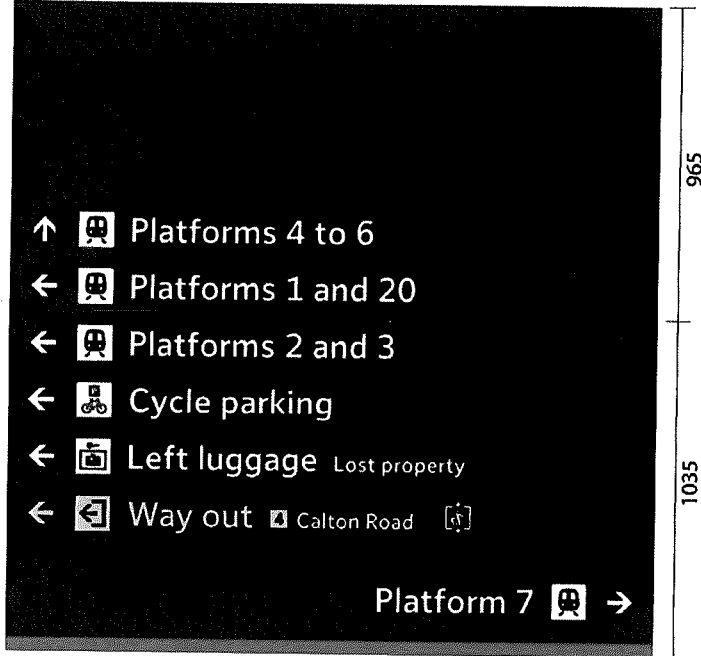 ↑ Platforms 4 to 6
← Platforms 1 and 20
← Platforms 2 and 3
← Cycle parking
← Left luggage Lost property
← Way out 4 Calton Road
Platform 7 →
965
1035